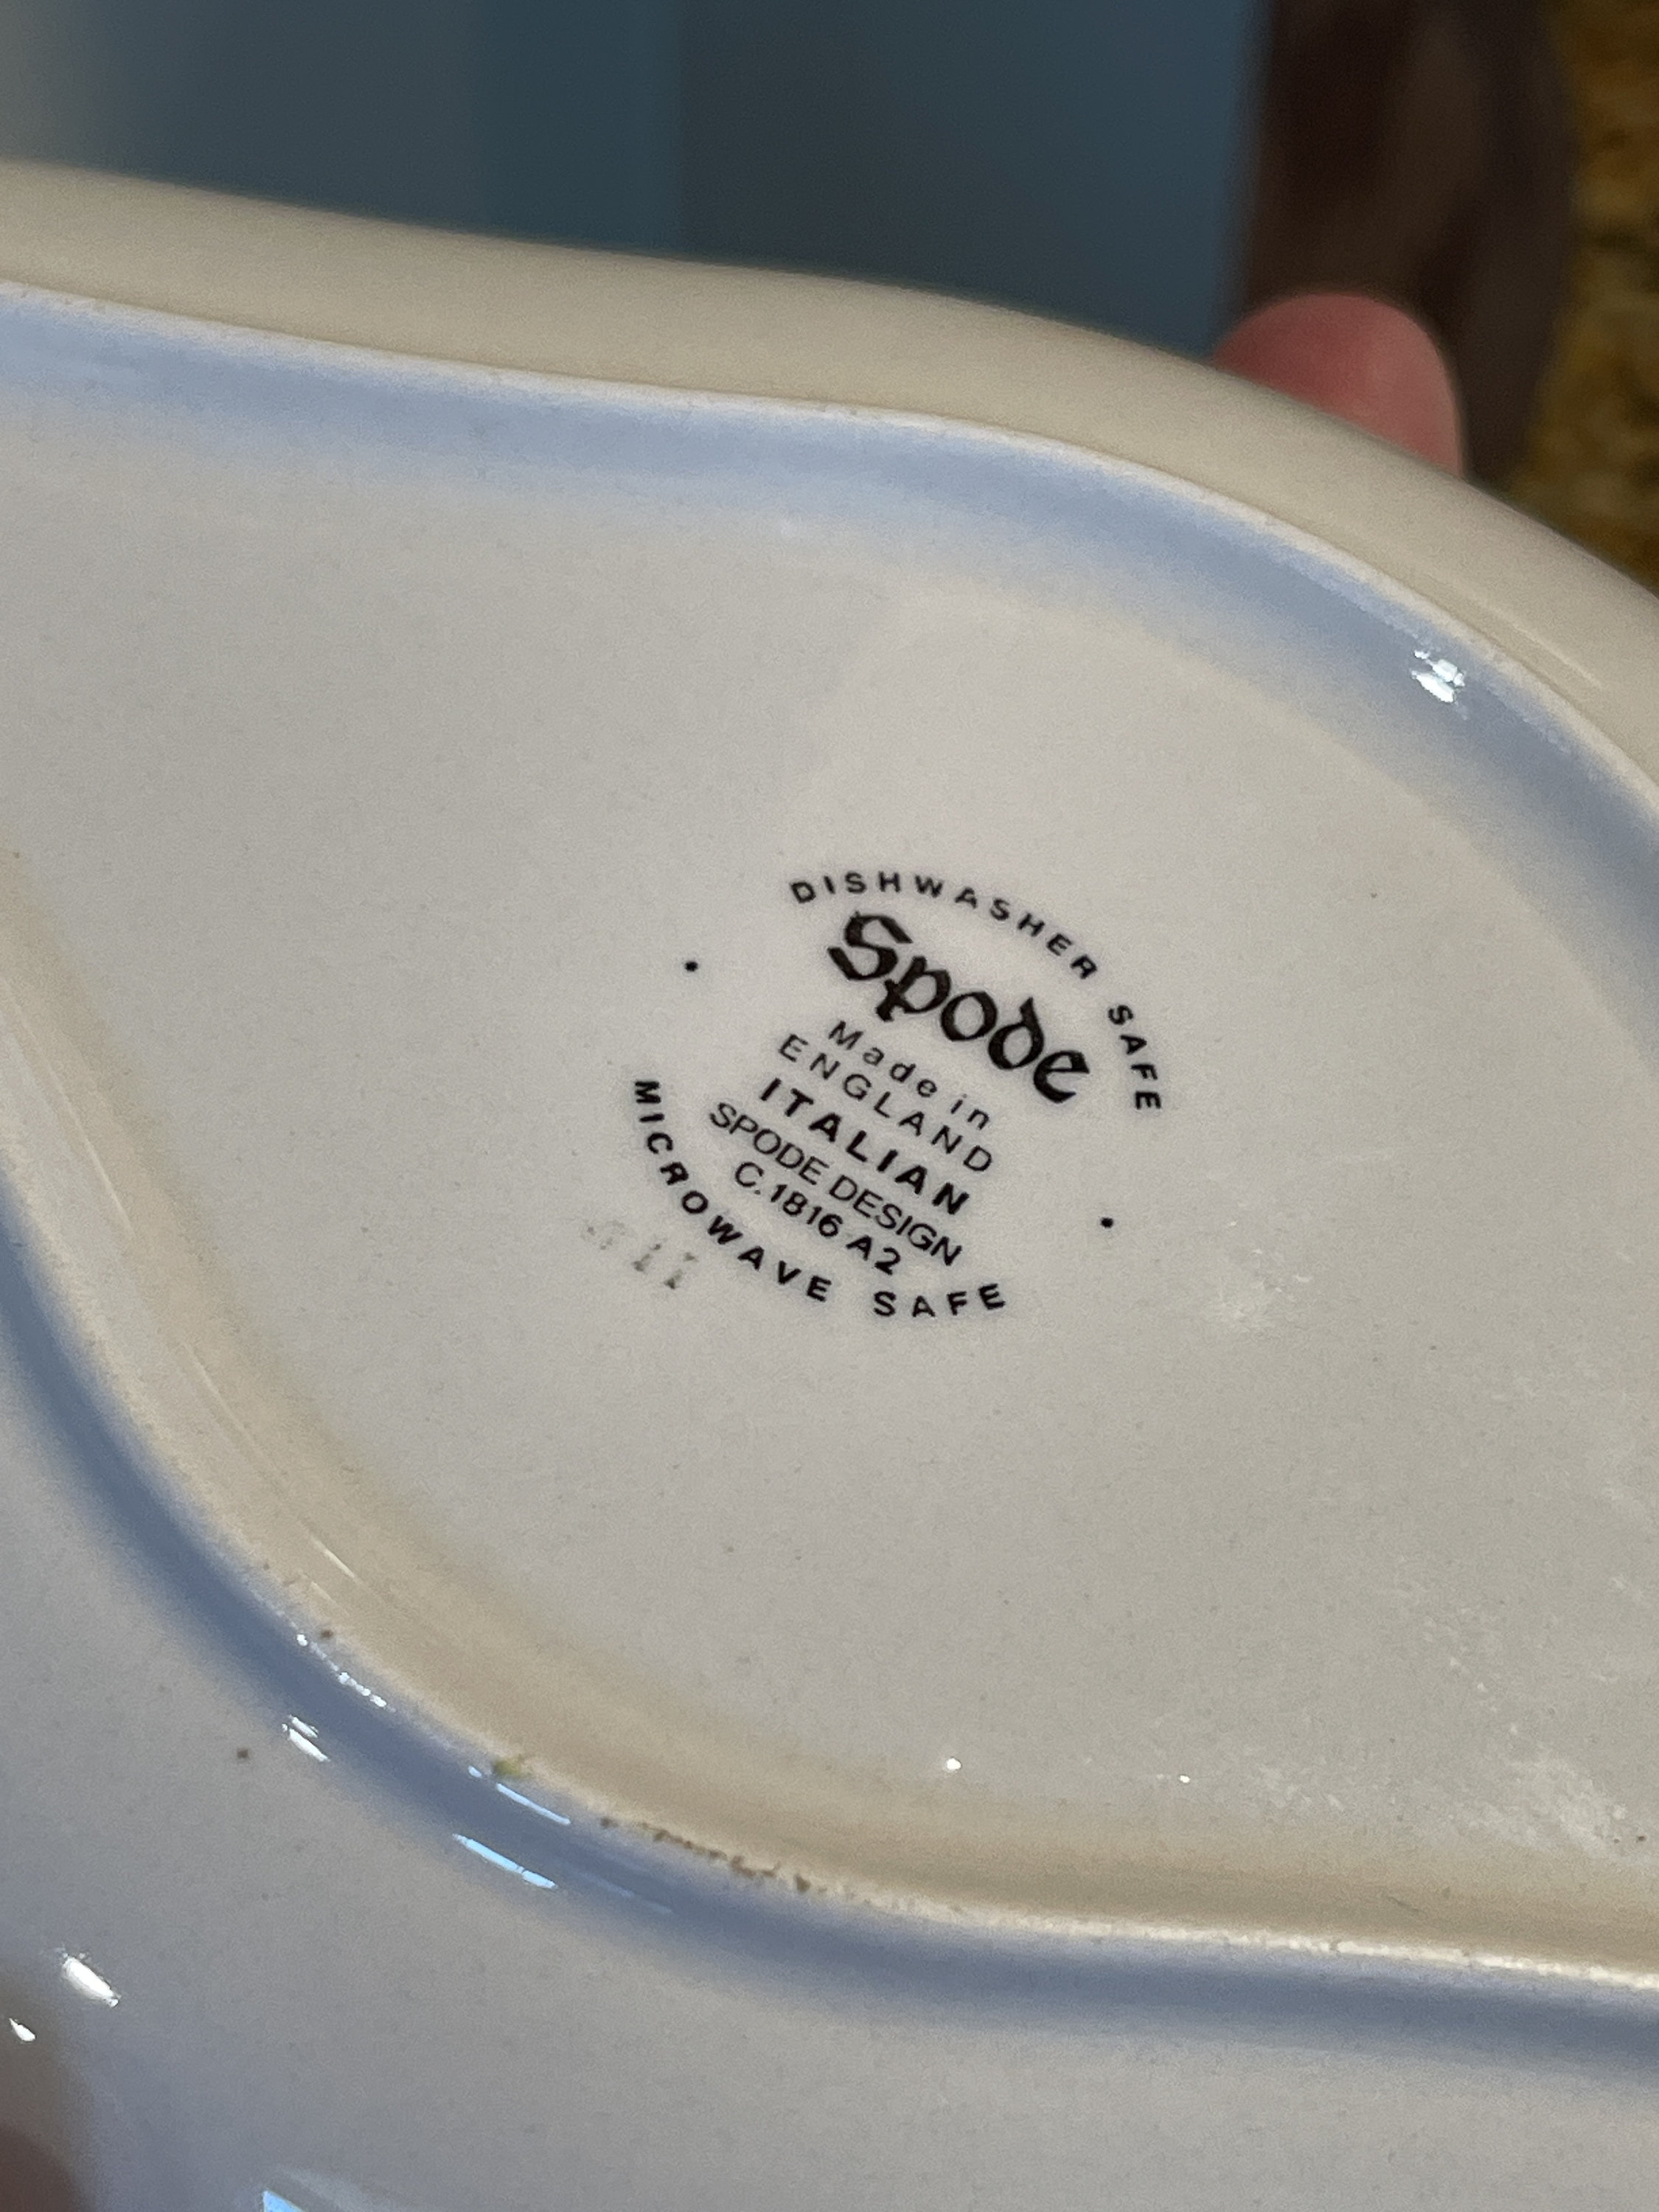 DISHWASHER SAFE
Spode
Made in
ENGLAND
ITALIAN
SPODE DESIGN
C.1816 A2
MICROWAVE SAFE